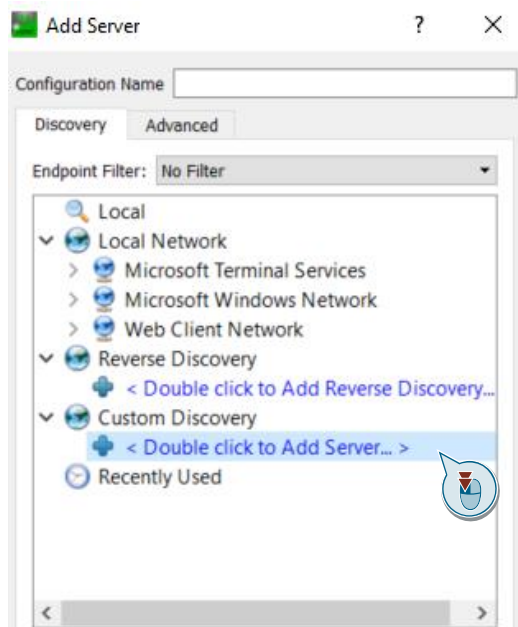 Add Server
?
Configuration Name
Discovery
Advanced
Endpoint Filter: No Filter
Local
Local Network
Microsoft Terminal Services
Microsoft Windows Network
Web Client Network
Reverse Discovery
< Double click to Add Reverse Discovery...
Custom Discovery
< Double click to Add Server... >
Recently Used